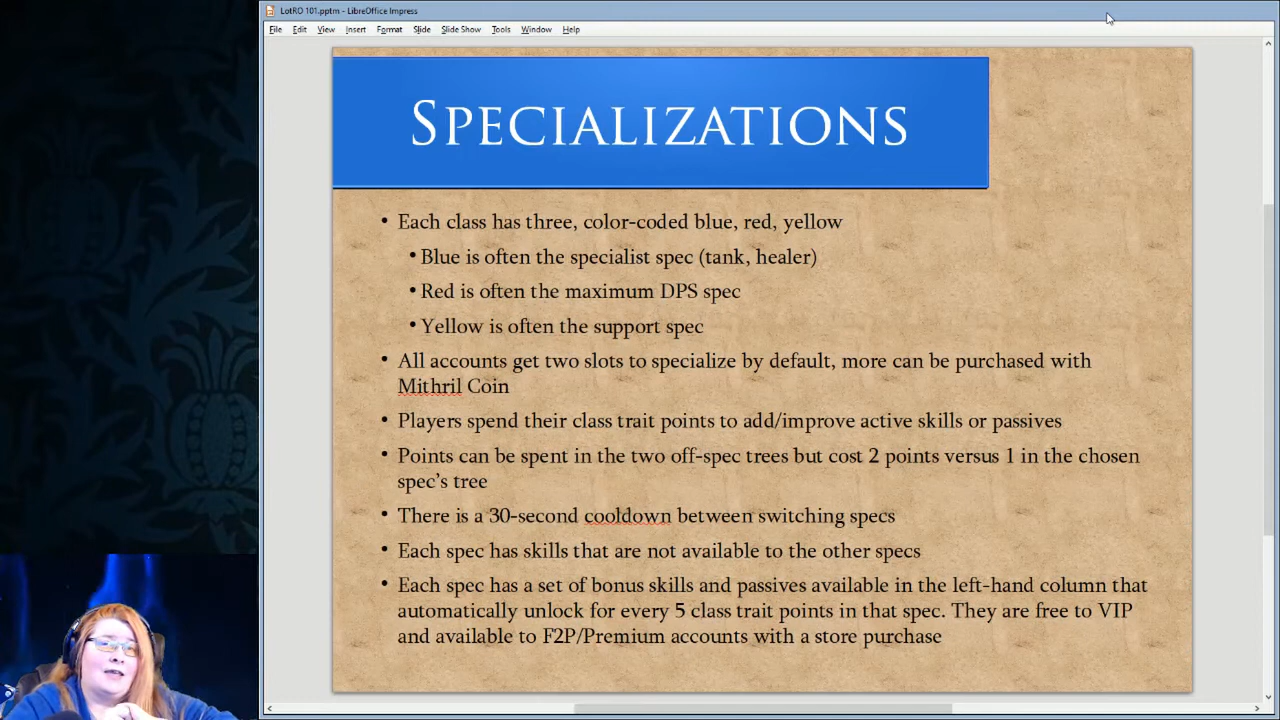 LotRO 101.pptm - LibreOffice Impress
File Edit View Insert Format Slide Slide Show Tools Window Help
SPECIALIZATIONS
• Each class has three, color-coded blue, red, yellow
• Blue is often the specialist spec (tank, healer)
• Red is often the maximum DPS spec
• Yellow is often the support spec
• All accounts get two slots to specialize by default, more can be purchased with
Mithril Coin
• Players spend their class trait points to add/improve active skills or passives
• Points can be spent in the two off-spec trees but cost 2 points versus 1 in the chosen
spec's tree
• There is a 30-second cooldown between switching specs
• Each spec has skills that are not available to the other specs
• Each spec has a set of bonus skills and passives available in the left-hand column that
automatically unlock for every 5 class trait points in that spec. They are free to VIP
and available to F2P/Premium accounts with a store purchase